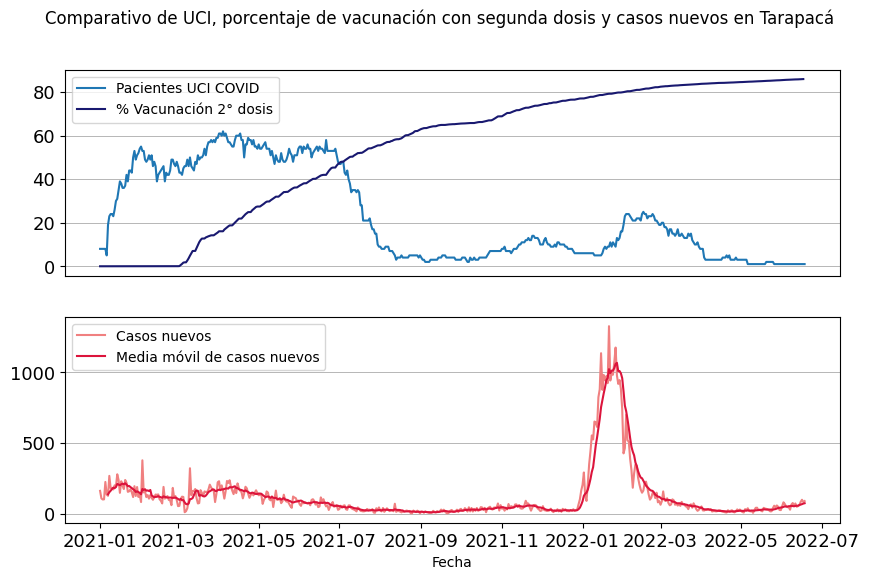 Comparativo de UCI, porcentaje de vacunación con segunda dosis y casos nuevos en Tarapacá
Pacientes UCI COVID
% Vacunación 2° dosis
80
60
40
20
0
Casos nuevos
Media móvil de casos nuevos
1000
500
0
2021-01 2021-03 2021-05 2021-07 2021-09 2021-11 2022-01 2022-03 2022-05 2022-07
Fecha